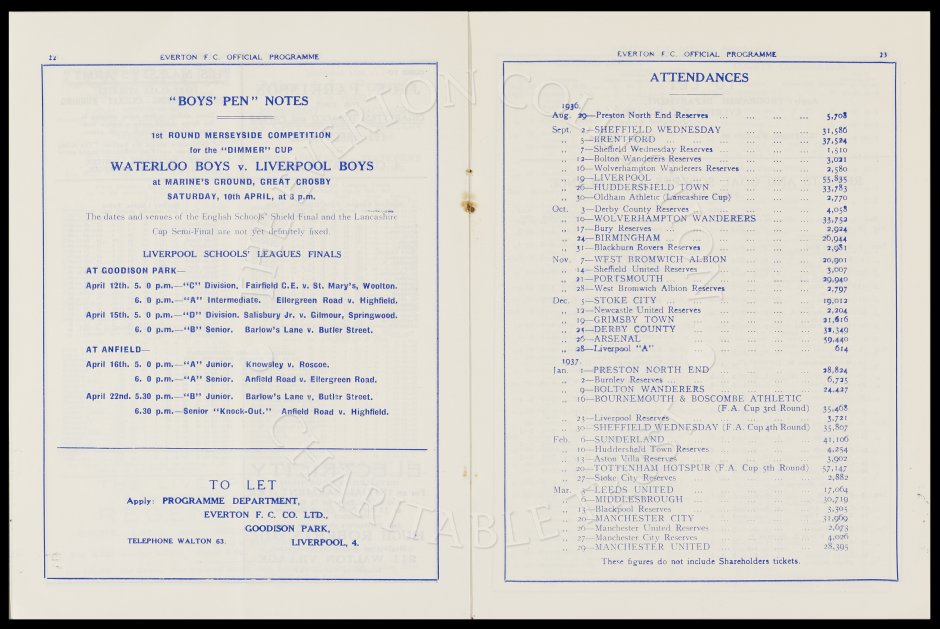 22
EVERTON F. C. OFFICIAL PROGRAMME
"BOYS' PEN" NOTES
1st ROUND MERSEYSIDE COMPETITION
for the "DIMMER" CUP
WATERLOO BOYS v. LIVERPOOL BOYS
at MARINE'S GROUND, GREAT CROSBY
SATURDAY, 10th APRIL, at 3 p.m.
The dates and venues of the English Schools' Shield Final and the Lancashire
Cup Semi-Final are not yet definitely fixed.
LIVERPOOL SCHOOLS' LEAGUES FINALS
AT GOODISON PARK—
April 12th. 5. 0 p.m.—"C" Division. Fairfield C.E. v. St. Mary's, Woolton.
6. 0 p.m.—"A" Intermediate. Ellergreen Road v. Highfield.
April 15th. 5. 0 p.m.—"D" Division. Salisbury Jr. v. Gilmour, Springwood.
6. 0 p.m.—"B" Senior. Barlow's Lane v. Butler Street.
AT ANFIELD—
April 16th. 5. 0 p.m.—"A" Junior. Knowsley v. Roscoe.
6. 0 p.m.—"A" Senior. Anfield Road v. Ellergreen Road.
April 22nd. 5.30 p.m.—"B" Junior. Barlow's Lane v. Butler Street.
6.30 p.m.—Senior "Knock-Out." Anfield Road v. Highfield.
TO LET
Apply: PROGRAMME DEPARTMENT,
EVERTON F. C. CO. LTD.,
GOODISON PARK,
TELEPHONE WALTON 63. LIVERPOOL, 4.
EVERTON F. C. OFFICIAL PROGRAMME
23
ATTENDANCES
1936.
Aug. 29—Preston North End Reserves ... ... ... 5,708
Sept. 2—SHEFFIELD WEDNESDAY ... ... ... 31,586
,, 5—BRENTFORD ... ... ... ... 37,524
,, 7—Sheffield Wednesday Reserves ... ... ... 1,510
,, 12—Bolton Wanderers Reserves ... ... ... 3,021
,, 16—Wolverhampton Wanderers Reserves ... ... 2,580
,, 19—LIVERPOOL ... ... ... ... 55,835
,, 26—HUDDERSFIELD TOWN ... ... ... 33,783
,, 30—Oldham Athletic (Lancashire Cup) ... ... 2,770
Oct. 3—Derby County Reserves ... ... ... 4,058
,, 10—WOLVERHAMPTON WANDERERS ... ... 33,752
,, 17—Bury Reserves ... ... ... ... 2,924
,, 24—BIRMINGHAM ... ... ... ... 26,944
,, 31—Blackburn Rovers Reserves ... ... ... 2,981
Nov. 7—WEST BROMWICH ALBION ... ... ... 20,901
,, 14—Sheffield United Reserves ... ... ... 3,007
,, 21—PORTSMOUTH ... ... ... ... 29,940
,, 28—West Bromwich Albion Reserves ... ... 2,797
Dec. 5—STOKE CITY ... ... ... ... 19,012
,, 12—Newcastle United Reserves ... ... ... 2,204
,, 19—GRIMSBY TOWN ... ... ... 21,616
,, 25—DERBY COUNTY ... ... ... 32,349
,, 26—ARSENAL ... ... ... ... 59,440
,, 28—Liverpool "A" ... ... ... ... 614
1937.
Jan. 1—PRESTON NORTH END ... ... ... 28,824
,, 2—Burnley Reserves ... ... ... ... 6,725
,, 9—BOLTON WANDERERS ... ... ... 24,427
,, 16—BOURNEMOUTH & BOSCOMBE ATHLETIC
(F.A. Cup 3rd Round) 35,468
,, 23—Liverpool Reserves ... ... ... 3,721
,, 30—SHEFFIELD WEDNESDAY (F.A. Cup 4th Round) 35,807
Feb. 6—SUNDERLAND ... ... ... ... 41,106
,, 10—Huddersfield Town Reserves ... ... ... 4,254
,, 13—Aston Villa Reserves ... ... ... 3,902
,, 20—TOTTENHAM HOTSPUR (F.A. Cup 5th Round) 57,147
,, 27—Stoke City Reserves ... ... ... 2,882
Mar. 3—LEEDS UNITED ... ... ... 17,064
,, 6—MIDDLESBROUGH ... ... ... 30,719
,, 13—Blackpool Reserves ... ... ... 3,395
,, 20—MANCHESTER CITY ... ... ... 31,969
,, 26—Manchester United Reserves ... ... ... 2,673
,, 27—Manchester City Reserves ... ... ... 4,026
,, 29—MANCHESTER UNITED ... ... ... 28,395
These figures do not include Shareholders tickets.
EVERTON CO
CHARITABLE